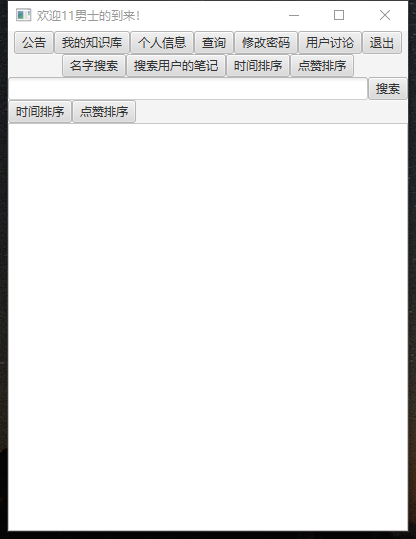 欢迎11男士的到来!
公告 我的知识库 个人信息 查询 修改密码 用户讨论 退出
名字搜索 搜索用户的笔记 时间排序 点赞排序
搜索
时间排序 点赞排序